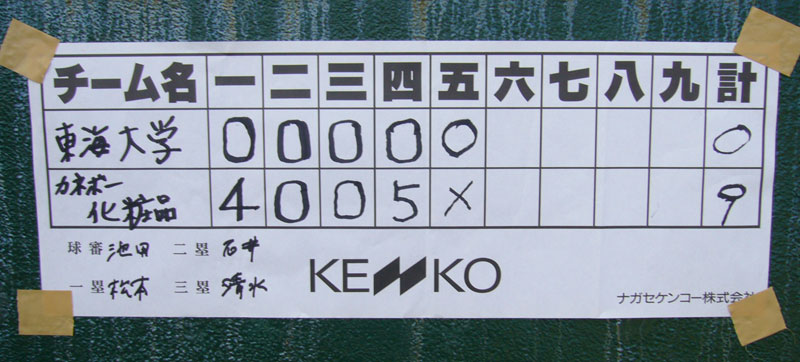 チーム名 一 二 三 四 五 六 七 八 九 計
東海大学 0 0 0 0 0 0
カネボー化粧品 4 0 0 5 × 9
球審 池田 二塁 石井
一塁 松本 三塁 清水
KENKO
ナガセケンコー株式会社